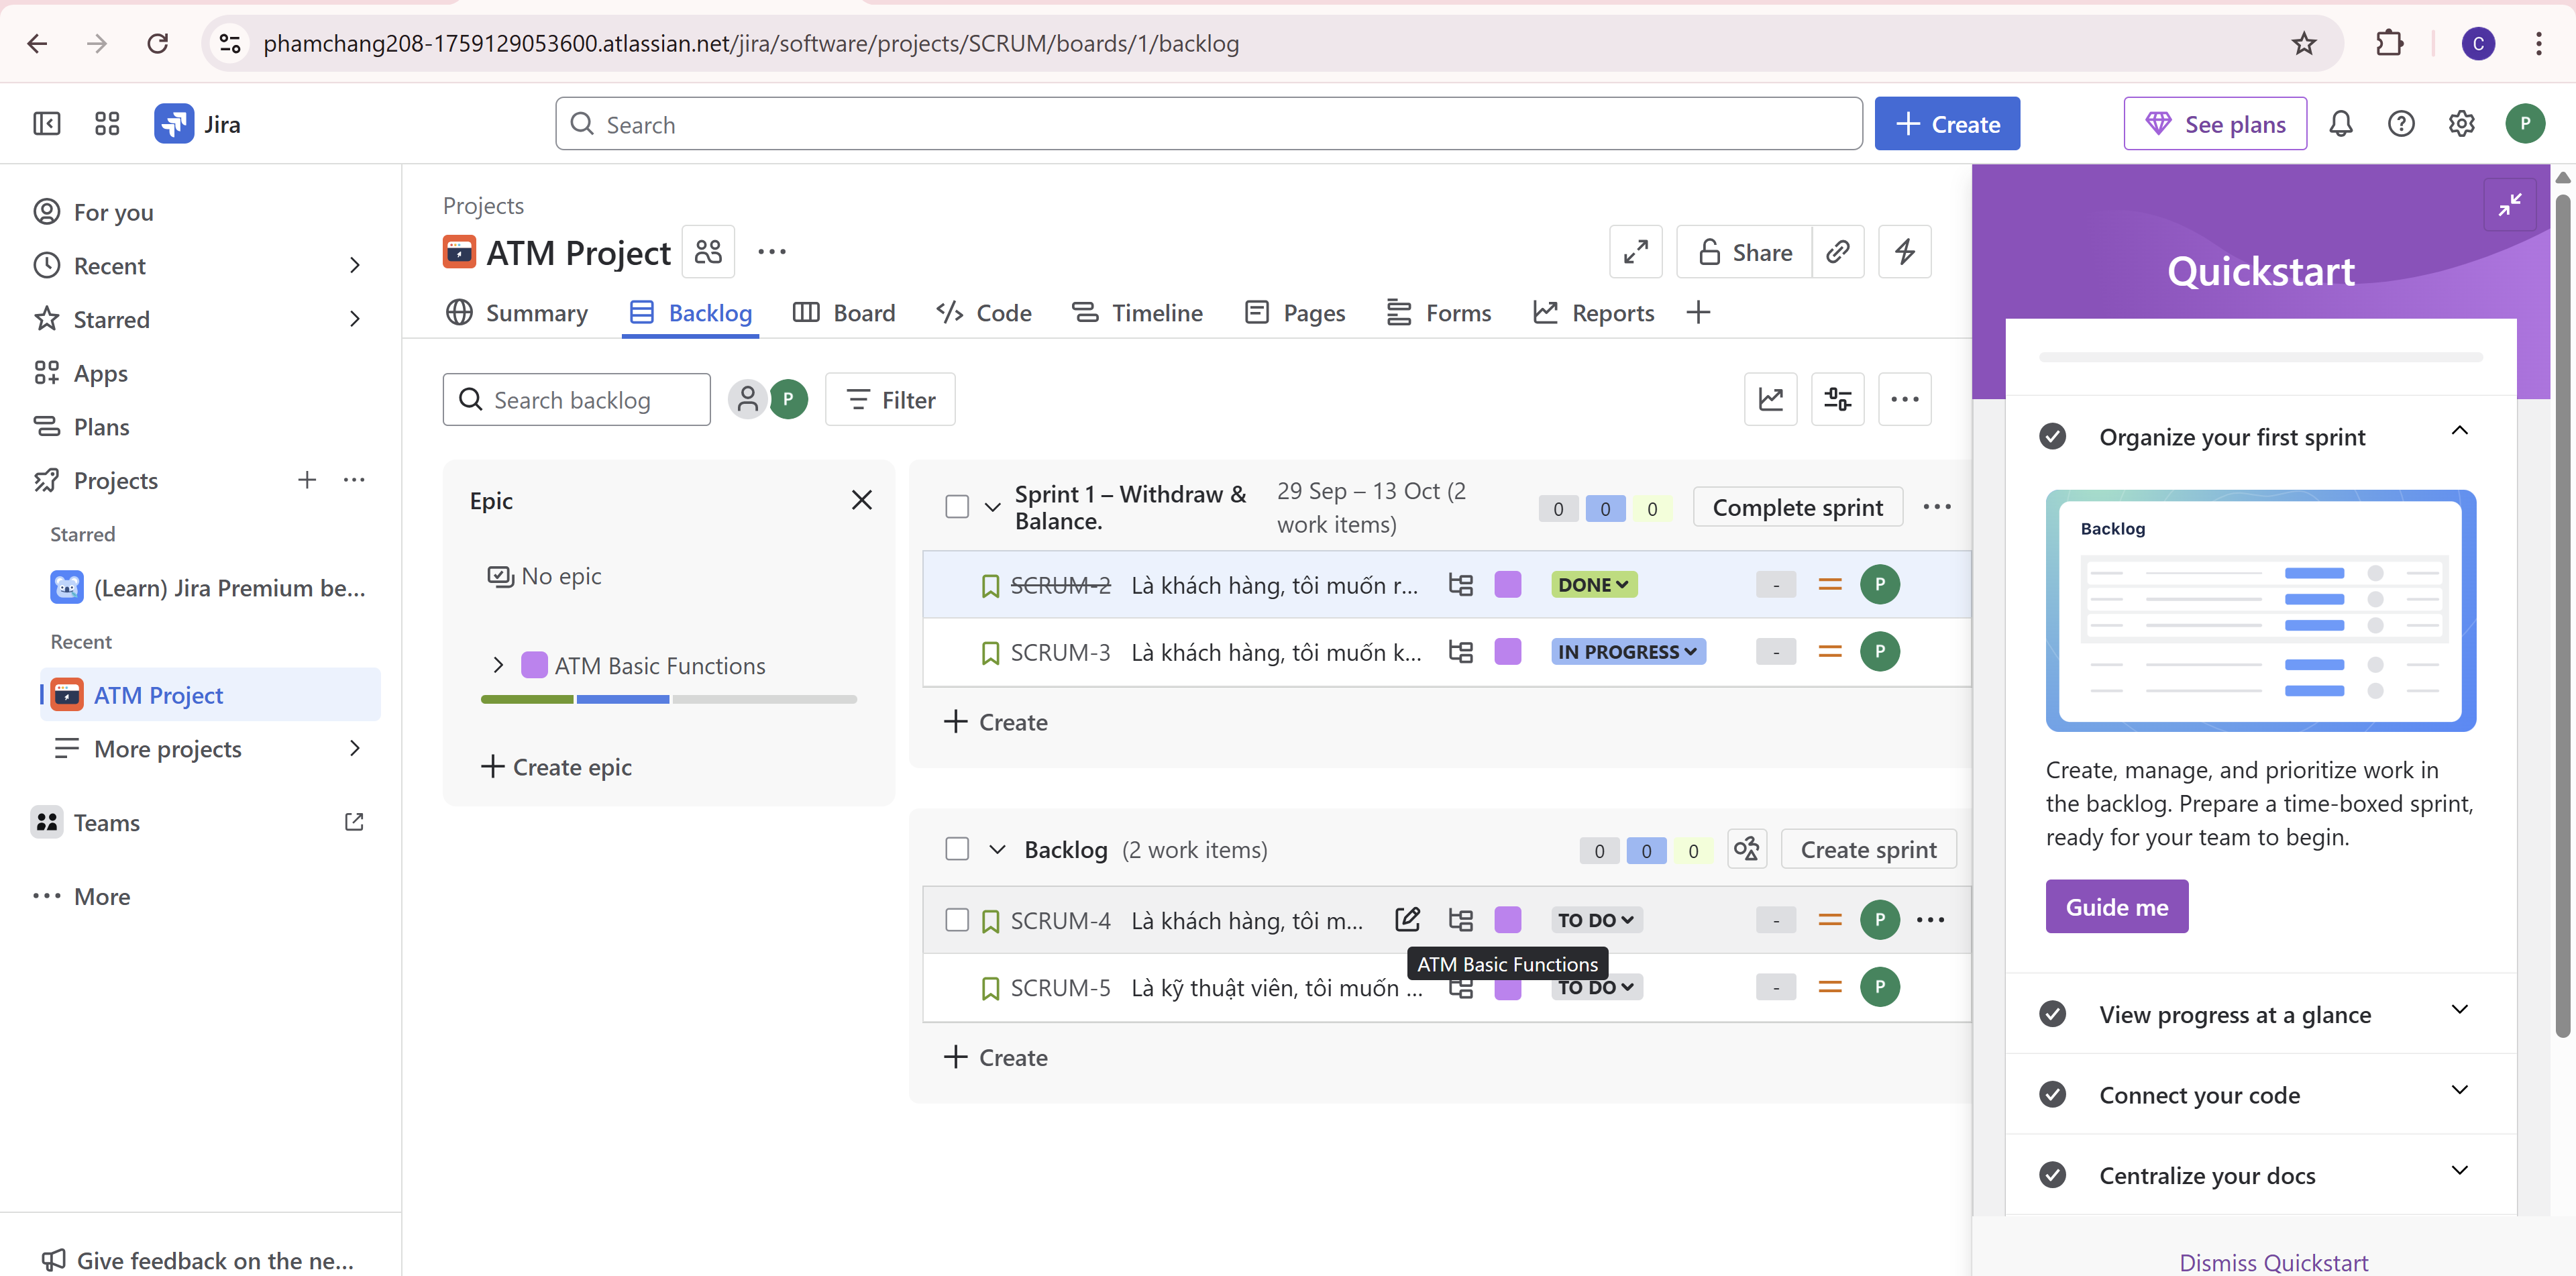 phamchang208-1759129053600.atlassian.net/jira/software/projects/SCRUM/boards/1/backlog
C
Jira
Search
Create
See plans
P
For you
Recent
Starred
Apps
Plans
Projects
Starred
(Learn) Jira Premium be...
Recent
ATM Project
More projects
Teams
More
Give feedback on the ne...
Projects
ATM Project
Share
Summary
Backlog
Board
Code
Timeline
Pages
Forms
Reports
Search backlog
P
Filter
Epic
No epic
ATM Basic Functions
Create epic
Sprint 1 – Withdraw &
Balance.
29 Sep – 13 Oct (2
work items)
0 0 0
Complete sprint
SCRUM-2 Là khách hàng, tôi muốn r... DONE - P
SCRUM-3 Là khách hàng, tôi muốn k... IN PROGRESS - P
Create
Backlog (2 work items) 0 0 0 Create sprint
SCRUM-4 Là khách hàng, tôi m... TO DO - P
ATM Basic Functions
SCRUM-5 Là kỹ thuật viên, tôi muốn ... TO DO - P
Create
Quickstart
Organize your first sprint
Backlog
Create, manage, and prioritize work in
the backlog. Prepare a time-boxed sprint,
ready for your team to begin.
Guide me
View progress at a glance
Connect your code
Centralize your docs
Dismiss Quickstart